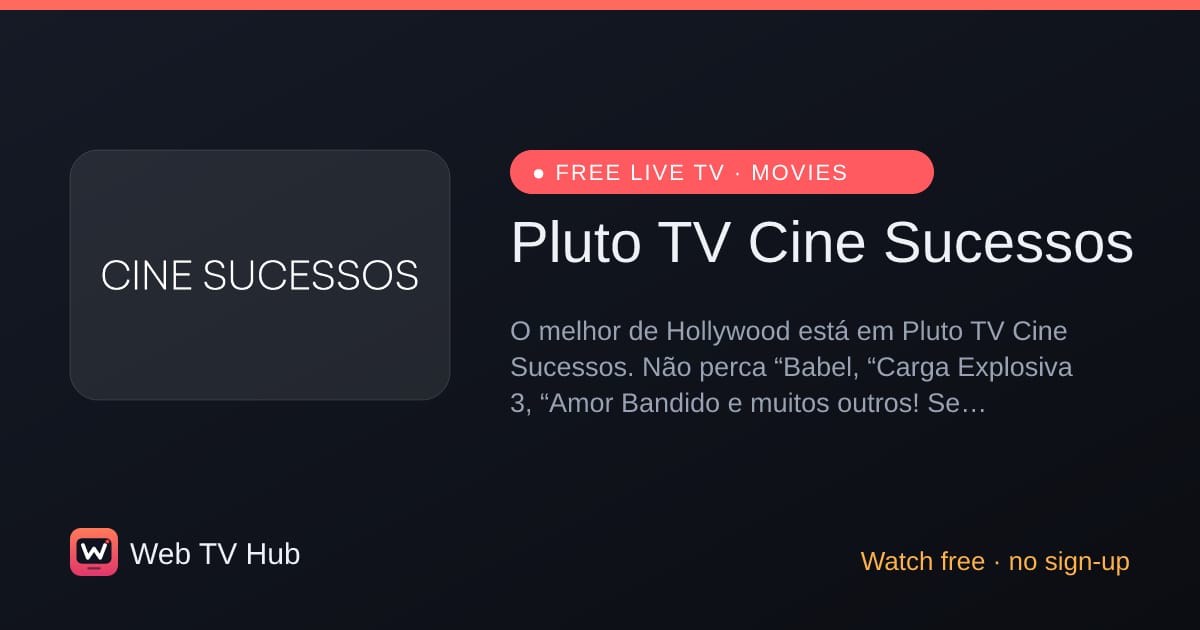 CINE SUCESSOS
• FREE LIVE TV · MOVIES
Pluto TV Cine Sucessos
O melhor de Hollywood está em Pluto TV Cine
Sucessos. Não perca “Babel, “Carga Explosiva
3, “Amor Bandido e muitos outros! Se…
W
Web TV Hub
Watch free · no sign-up